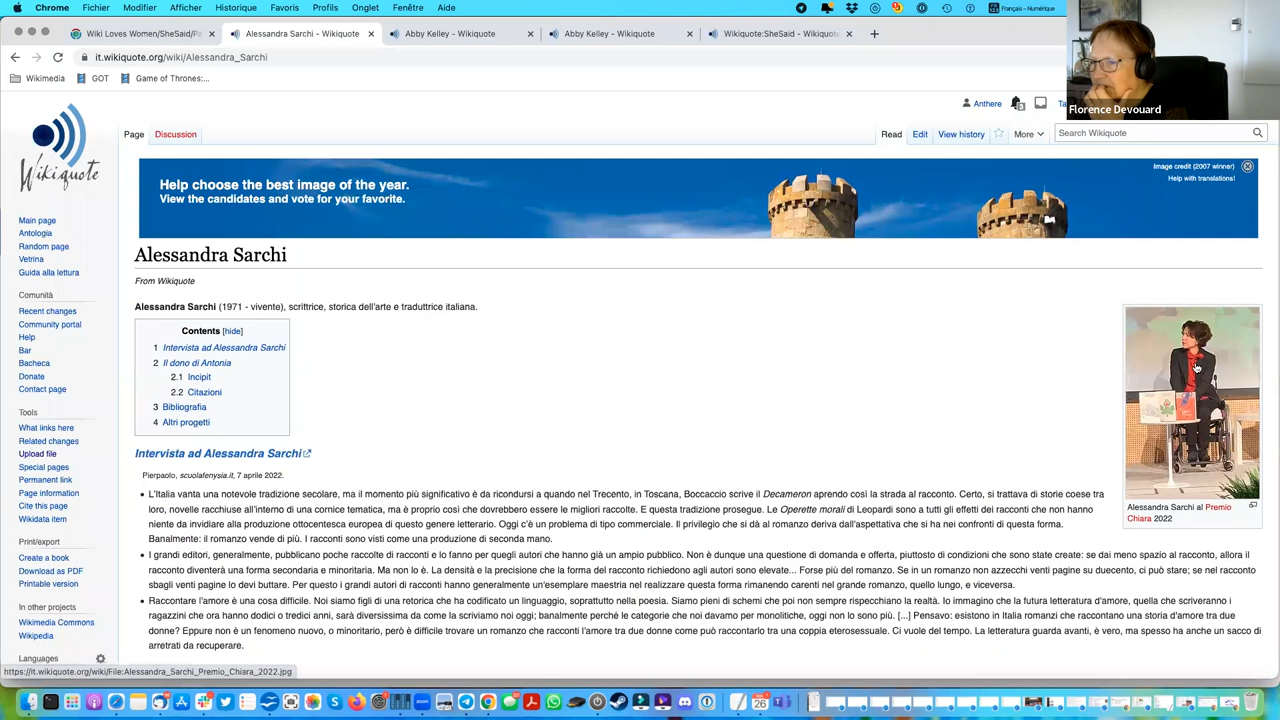 Chrome Fichier Modifier Afficher Historique Favoris Profils Onglet Fenêtre Aide Français – Numérique
Wiki Loves Women/SheSaid/Pa Alessandra Sarchi - Wikiquote Abby Kelley - Wikiquote Abby Kelley - Wikiquote Wikiquote:SheSaid - Wikiquote
it.wikiquote.org/wiki/Alessandra_Sarchi
Wikimedia GOT Game of Thrones:...
Florence Devouard
Anthere 3 Ta
Page Discussion Read Edit View history More Search Wikiquote
Wikiquote
Help choose the best image of the year.
View the candidates and vote for your favorite.
Image credit (2007 winner)
Help with translations!
Main page
Antologia
Random page
Vetrina
Guida alla lettura
Comunità
Recent changes
Community portal
Help
Bar
Bacheca
Donate
Contact page
Tools
What links here
Related changes
Upload file
Special pages
Permanent link
Page information
Cite this page
Wikidata item
Print/export
Create a book
Download as PDF
Printable version
In other projects
Wikimedia Commons
Wikipedia
Languages
Alessandra Sarchi
From Wikiquote
Alessandra Sarchi (1971 - vivente), scrittrice, storica dell'arte e traduttrice italiana.
Contents [hide]
1 Intervista ad Alessandra Sarchi
2 Il dono di Antonia
2.1 Incipit
2.2 Citazioni
3 Bibliografia
4 Altri progetti
Alessandra Sarchi al Premio
Chiara 2022
Intervista ad Alessandra Sarchi
Pierpaolo, scuolafenysia.it, 7 aprile 2022.
• L'Italia vanta una notevole tradizione secolare, ma il momento più significativo è da ricondursi a quando nel Trecento, in Toscana, Boccaccio scrive il Decameron aprendo così la strada al racconto. Certo, si trattava di storie coese tra
loro, novelle racchiuse all'interno di una cornice tematica, ma è proprio così che dovrebbero essere le migliori raccolte. E questa tradizione prosegue. Le Operette morali di Leopardi sono a tutti gli effetti dei racconti che non hanno
niente da invidiare alla produzione ottocentesca europea di questo genere letterario. Oggi c'è un problema di tipo commerciale. Il privilegio che si dà al romanzo deriva dall'aspettativa che si ha nei confronti di questa forma.
Banalmente: il romanzo vende di più. I racconti sono visti come una produzione di seconda mano.
• I grandi editori, generalmente, pubblicano poche raccolte di racconti e lo fanno per quegli autori che hanno già un ampio pubblico. Non è dunque una questione di domanda e offerta, piuttosto di condizioni che sono state create: se dai meno spazio al racconto, allora il
racconto diventerà una forma secondaria e minoritaria. Ma non lo è. La densità e la precisione che la forma del racconto richiedono agli autori sono elevate... Forse più del romanzo. Se in un romanzo non azzecchi venti pagine su duecento, ci può stare; se nel racconto
sbagli venti pagine lo devi buttare. Per questo i grandi autori di racconti hanno generalmente un'esemplare maestria nel realizzare questa forma rimanendo carenti nel grande romanzo, quello lungo, e viceversa.
• Raccontare l'amore è una cosa difficile. Noi siamo figli di una retorica che ha codificato un linguaggio, soprattutto nella poesia. Siamo pieni di schemi che poi non sempre rispecchiano la realtà. Io immagino che la futura letteratura d'amore, quella che scriveranno i
ragazzini che ora hanno dodici o tredici anni, sarà diversissima da come la scriviamo noi oggi; banalmente perché le categorie che noi davamo per monolitiche, oggi non lo sono più. [...] Pensavo: esistono in Italia romanzi che raccontano una storia d'amore tra due
donne? Eppure non è un fenomeno nuovo, o minoritario, però è difficile trovare un romanzo che racconti l'amore tra due donne come può raccontarlo tra una coppia eterosessuale. Ci vuole del tempo. La letteratura guarda avanti, è vero, ma spesso ha anche un sacco di
arretrati da recuperare.
https://it.wikiquote.org/wiki/File:Alessandra_Sarchi_Premio_Chiara_2022.jpg
zoom 26